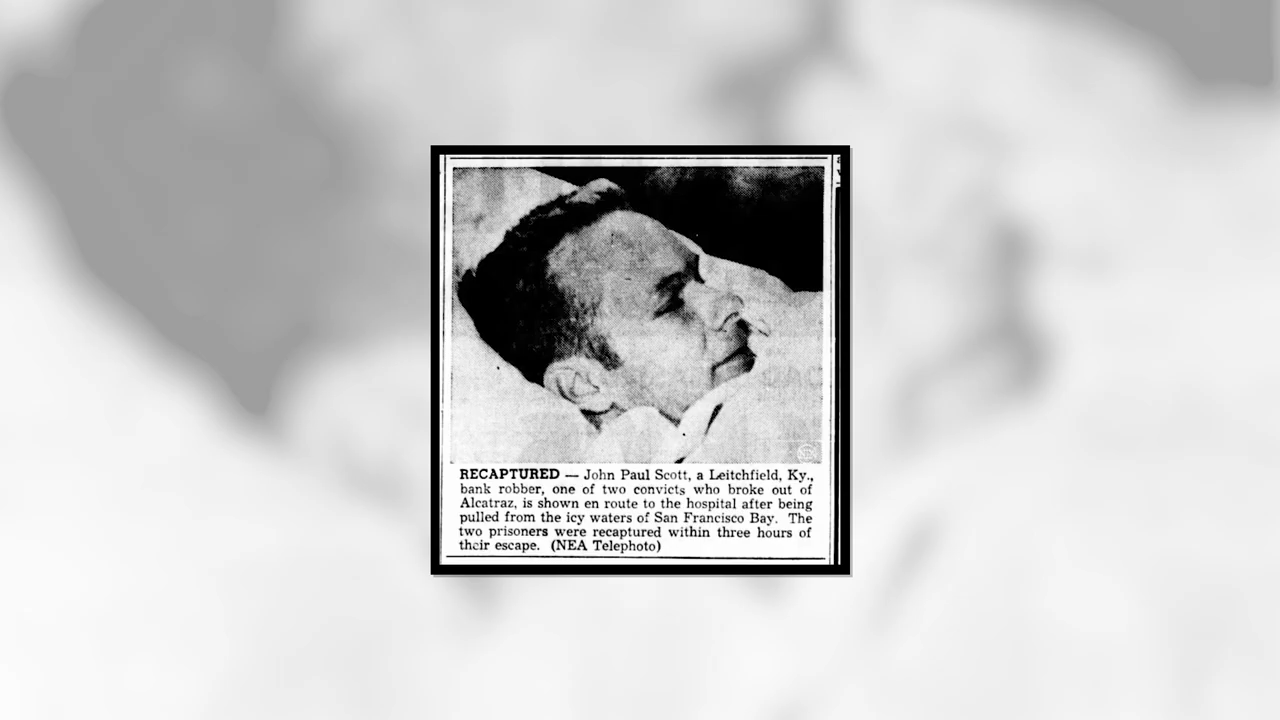 RECAPTURED — John Paul Scott, a Leitchfield, Ky.,
bank robber, one of two convicts who broke out of
Alcatraz, is shown en route to the hospital after being
pulled from the icy waters of San Francisco Bay. The
two prisoners were recaptured within three hours of
their escape. (NEA Telephoto)